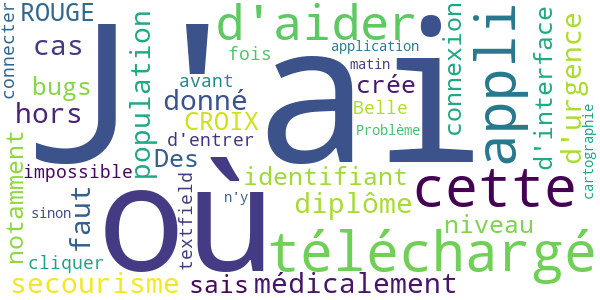 connecter
ROUGE
J'ai
d'aider
appli
cas
population
fois
application
connexion
d'interface
d'urgence
bugs
avant
matin
crée
hors
donné
CROIX
Belle
d'entrer
Problème
cartographie
notamment
impossible
Des
où
identifiant
cette
faut
textfield
n'y
diplôme
sinon
niveau
cliquer
téléchargé
secourisme
sais
médicalement